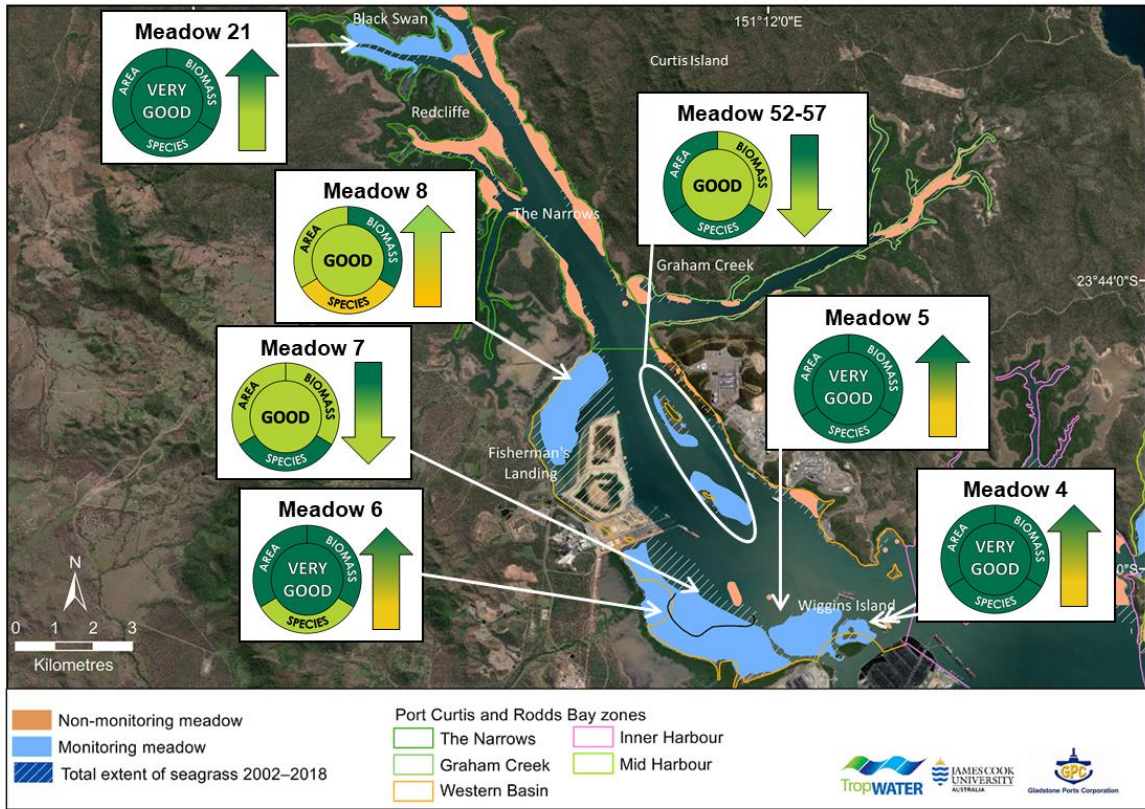 Black Swan
151°12'0"E
Curtis Island
Redcliffe
The Narrows
Graham Creek
23°44'0"S
Fisherman's
Landing
Wiggins Island
0"S
Meadow 21
AREA
BIOMASS
SPECIES
VERY
GOOD
Meadow 52-57
AREA
BIOMASS
SPECIES
GOOD
Meadow 8
AREA
BIOMASS
SPECIES
GOOD
Meadow 7
AREA
BIOMASS
SPECIES
GOOD
Meadow 5
AREA
BIOMASS
SPECIES
VERY
GOOD
Meadow 6
AREA
BIOMASS
SPECIES
VERY
GOOD
Meadow 4
AREA
BIOMASS
SPECIES
VERY
GOOD
N
0 1 2 3
Kilometres
Non-monitoring meadow
Monitoring meadow
Total extent of seagrass 2002–2018
Port Curtis and Rodds Bay zones
The Narrows
Graham Creek
Western Basin
Inner Harbour
Mid Harbour
TropWATER
JAMES COOK
UNIVERSITY
AUSTRALIA
GPC
Gladstone Ports Corporation